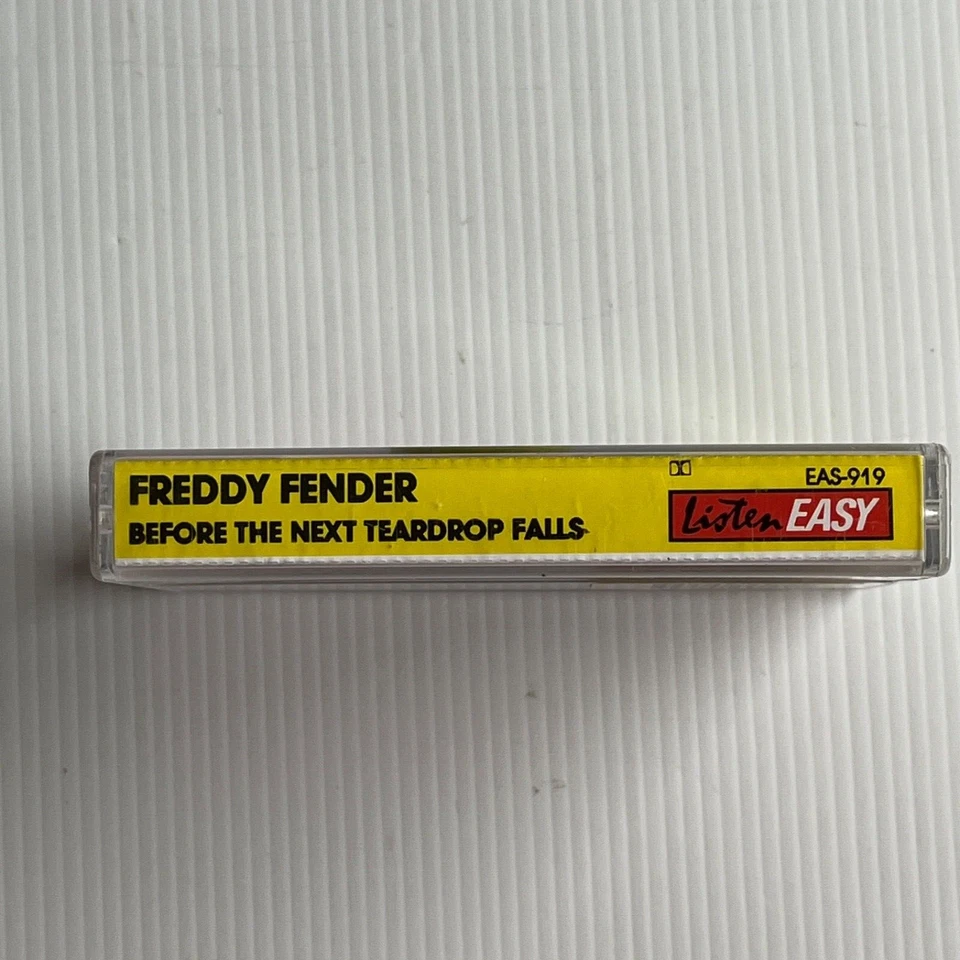 FREDDY FENDER
BEFORE THE NEXT TEARDROP FALLS
EAS-919
Listen EASY